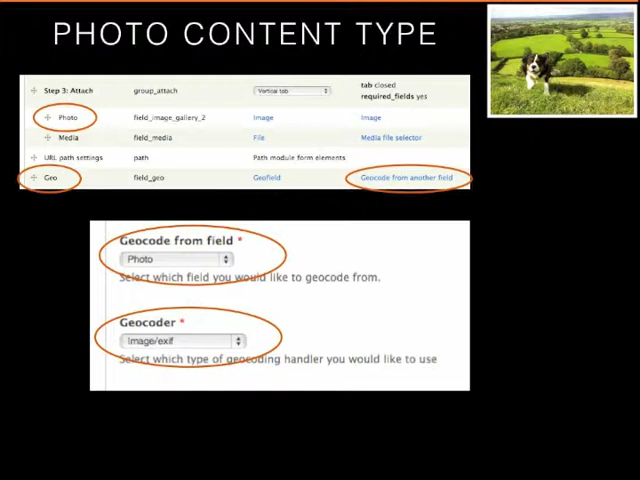 PHOTO CONTENT TYPE
Step 3: Attach group_attach Vertical tab tab closed
required_fields yes
Photo field_image_gallery_2 Image Image
Media field_media File Media file selector
URL path settings path Path module form elements
Geo field_geo Geofield Geocode from another field
Geocode from field *
Photo
Select which field you would like to geocode from.
Geocoder *
Image/exif
Select which type of geocoding handler you would like to use